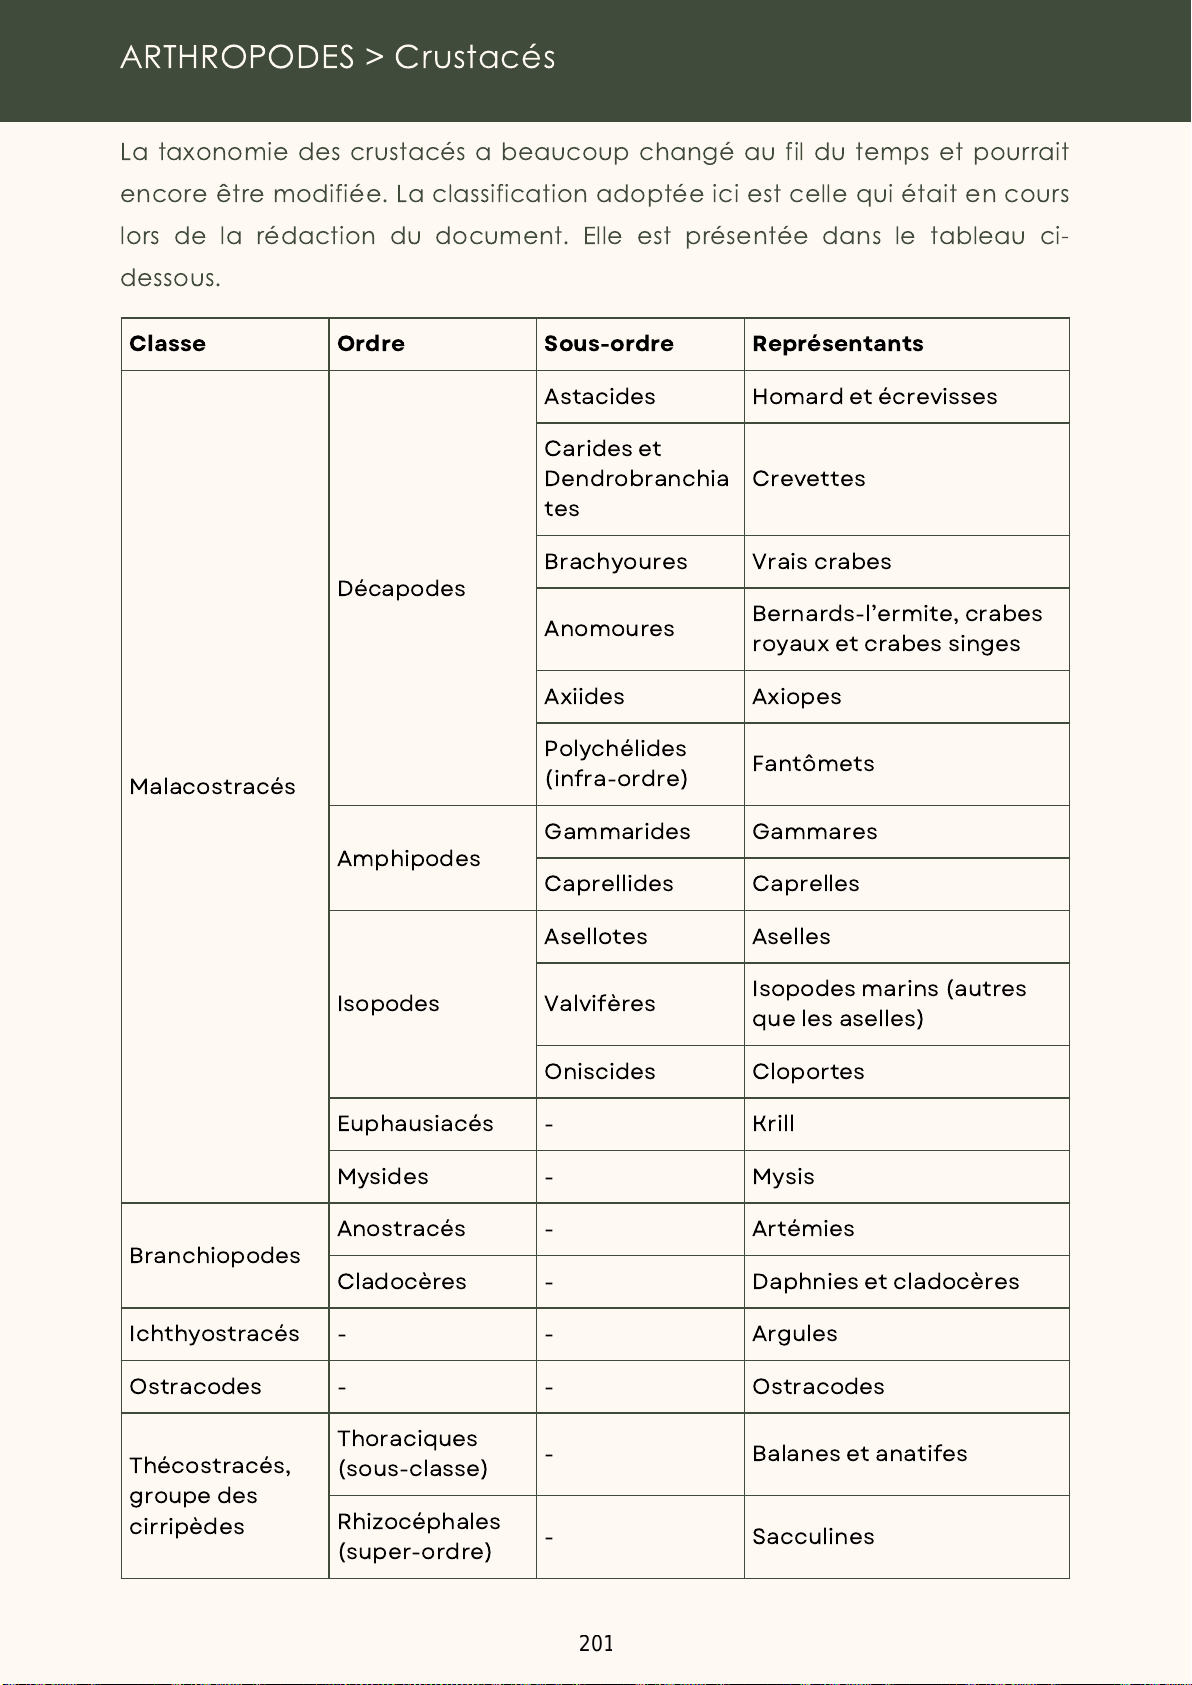 ARTHROPODES > Crustacés
La taxonomie des crustacés a beaucoup changé au fil du temps et pourrait
encore être modifiée. La classification adoptée ici est celle qui était en cours
lors de la rédaction du document. Elle est présentée dans le tableau ci-
dessous.
Classe Ordre Sous-ordre Représentants
Malacostracés
Décapodes
Astacides Homard et écrevisses
Carides et
Dendrobranchia
tes
Crevettes
Brachyoures Vrais crabes
Anomoures
Bernards-l’ermite, crabes
royaux et crabes singes
Axiides Axiopes
Polychélides
(infra-ordre)
Fantômets
Amphipodes
Gammarides Gammares
Caprellides Caprelles
Isopodes
Asellotes Aselles
Valvifères
Isopodes marins (autres
que les aselles)
Oniscides Cloportes
Euphausiacés - Krill
Mysides - Mysis
Branchiopodes
Anostracés - Artémies
Cladocères - Daphnies et cladocères
Ichthyostracés - - Argules
Ostracodes - - Ostracodes
Thécostracés,
groupe des
cirripèdes
Thoraciques
(sous-classe)
- Balanes et anatifes
Rhizocéphales
(super-ordre)
- Sacculines
201